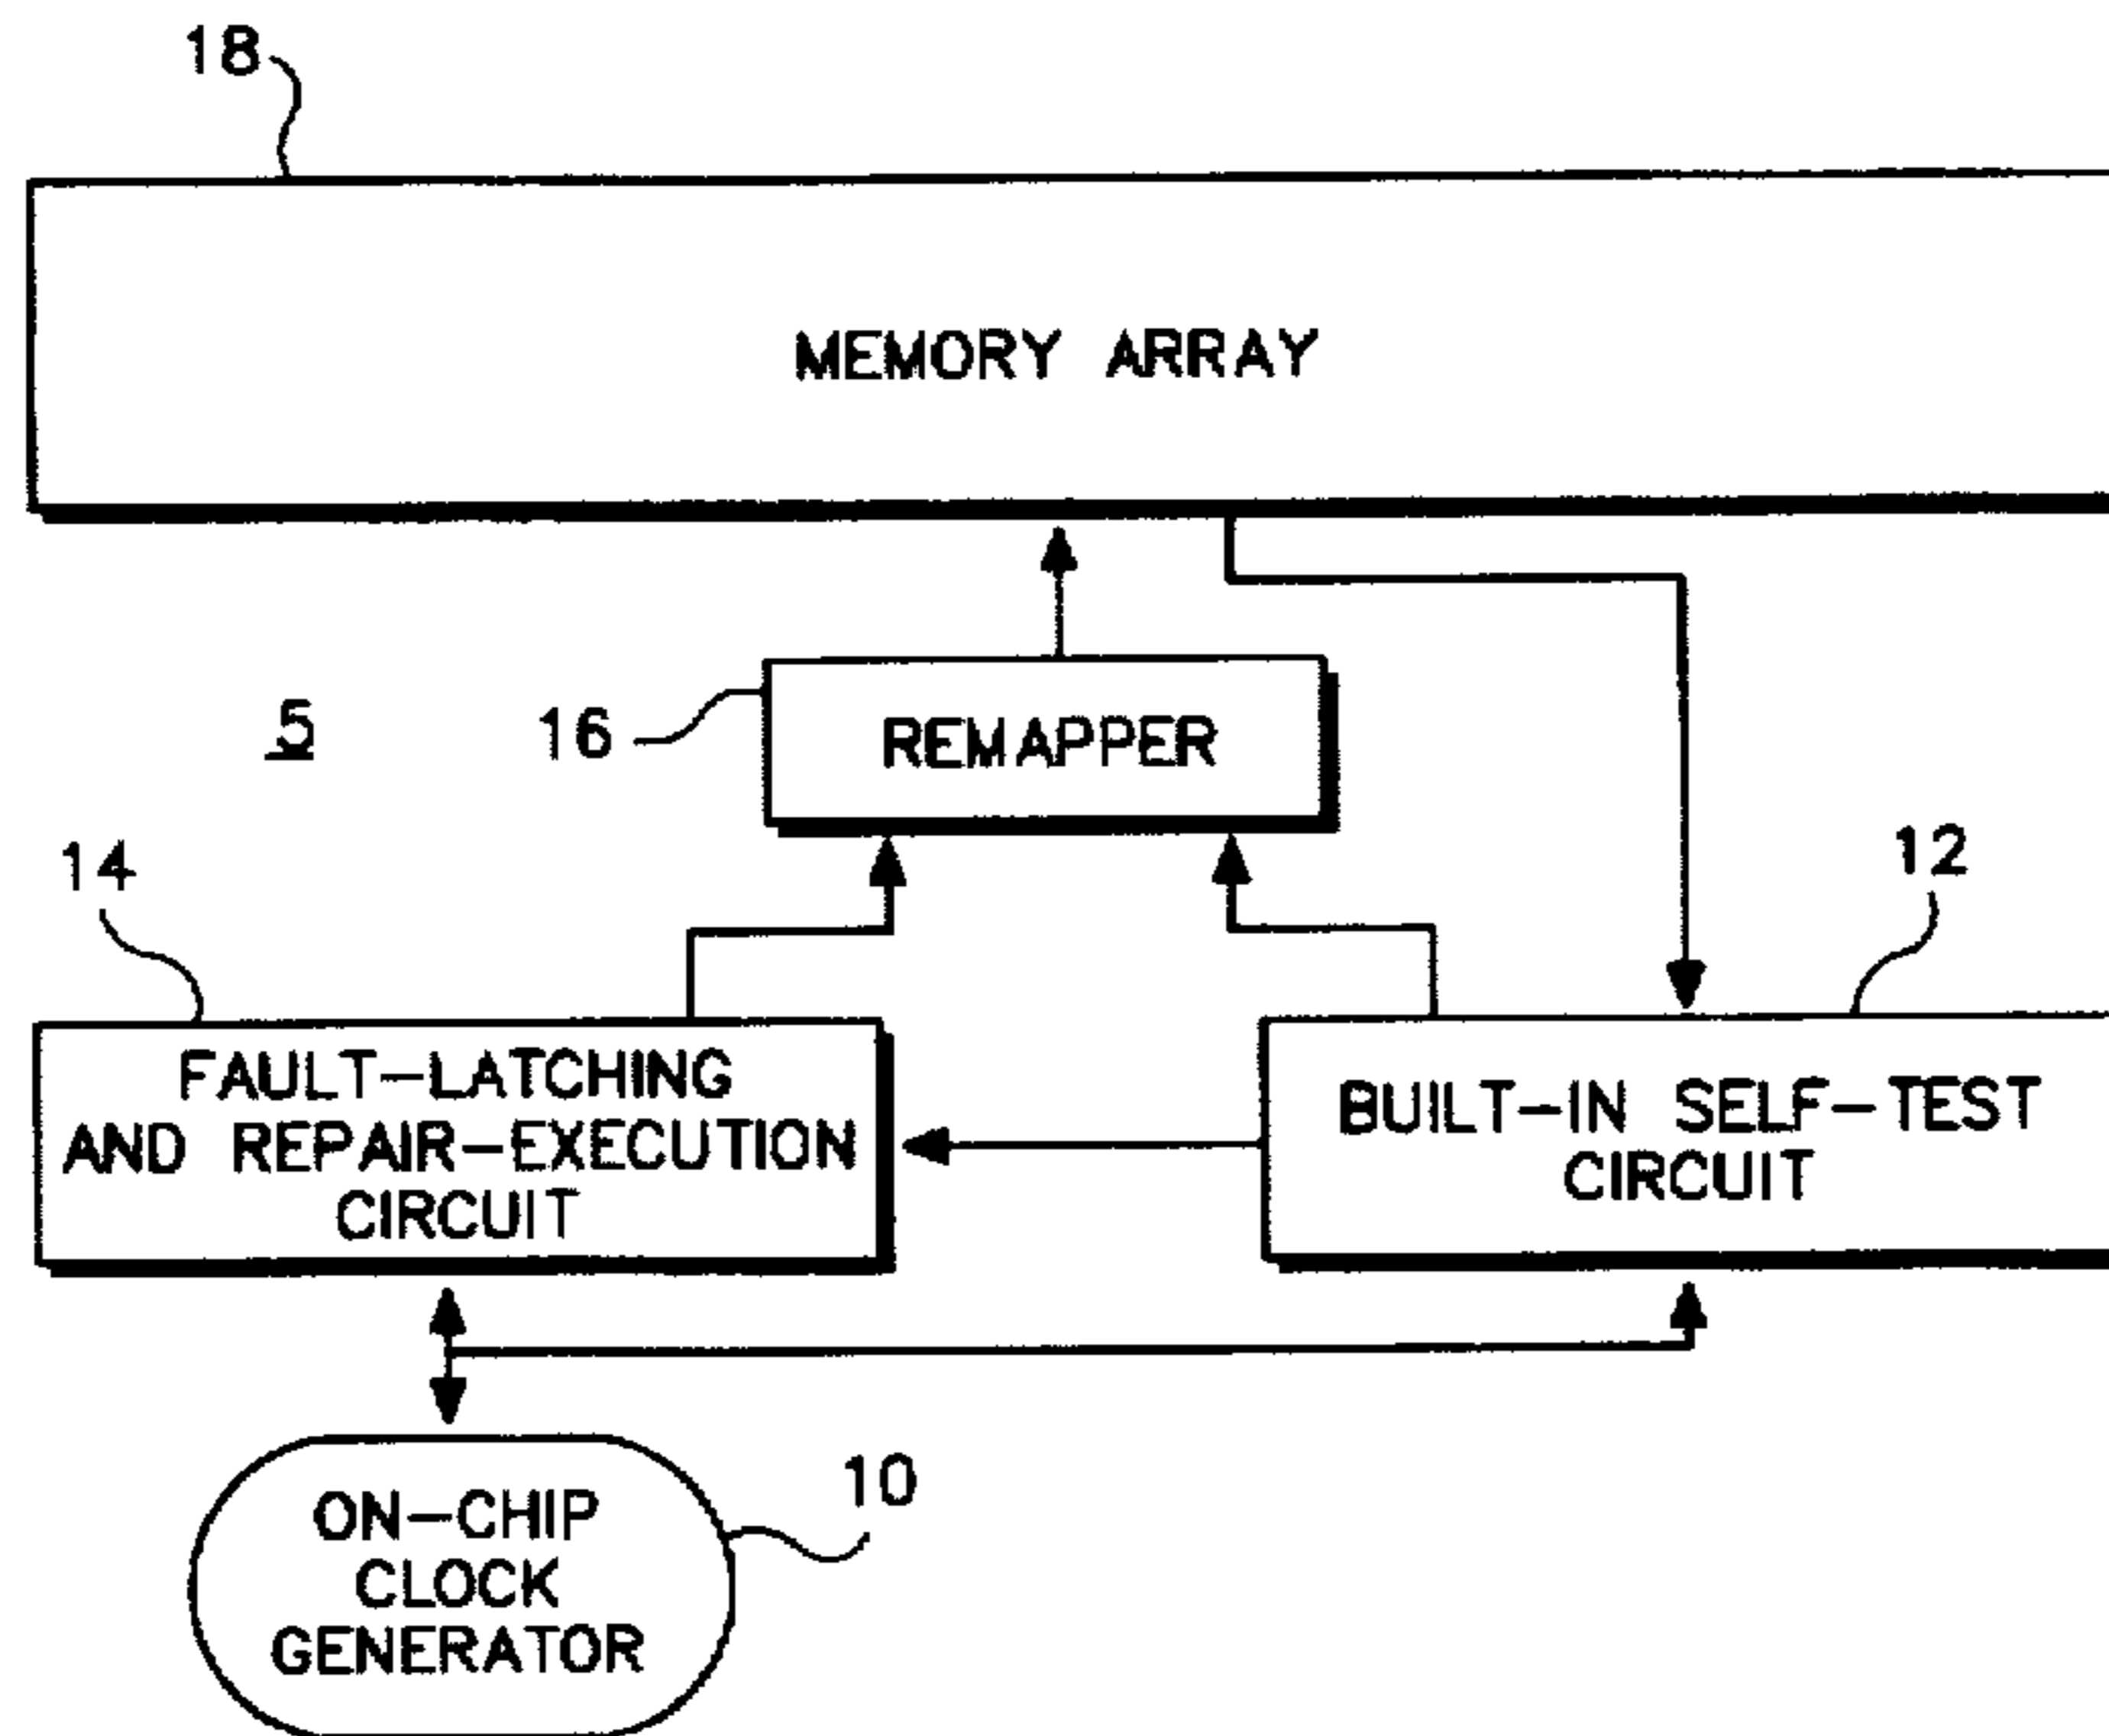 18
MEMORY ARRAY
5
16
REMAPPER
14
12
FAULT-LATCHING
AND REPAIR-EXECUTION
CIRCUIT
BUILT-IN SELF-TEST
CIRCUIT
10
ON-CHIP
CLOCK
GENERATOR